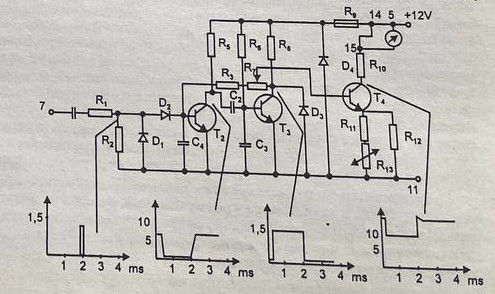 R9 14 5 +12V
R5 R6 R8 15
D4 R10
R3 R7
7 R1 D2 C2 T4
R2 D1 C4 T2 C3 T3 D3 R11 R12
R13
11
1,5
1 2 3 4 ms
10
5
1 2 3 4 ms
1,5
1 2 3 4 ms
10
5
1 2 3 4 ms